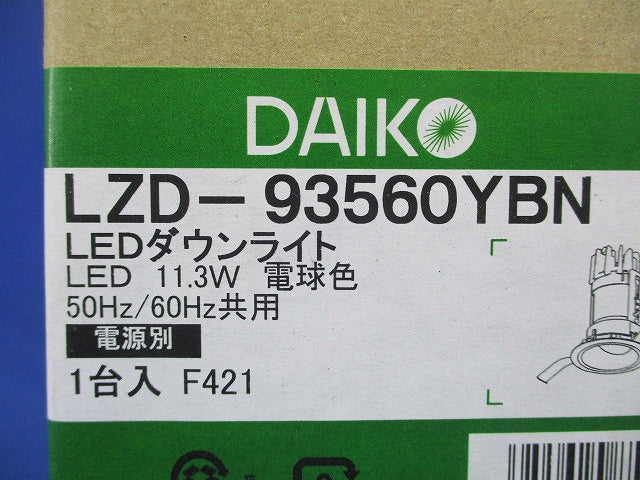 DAIKO
LZD-93560YBN
LEDダウンライト
LED 11.3W 電球色
50Hz/60Hz共用
電源別
1台入 F421